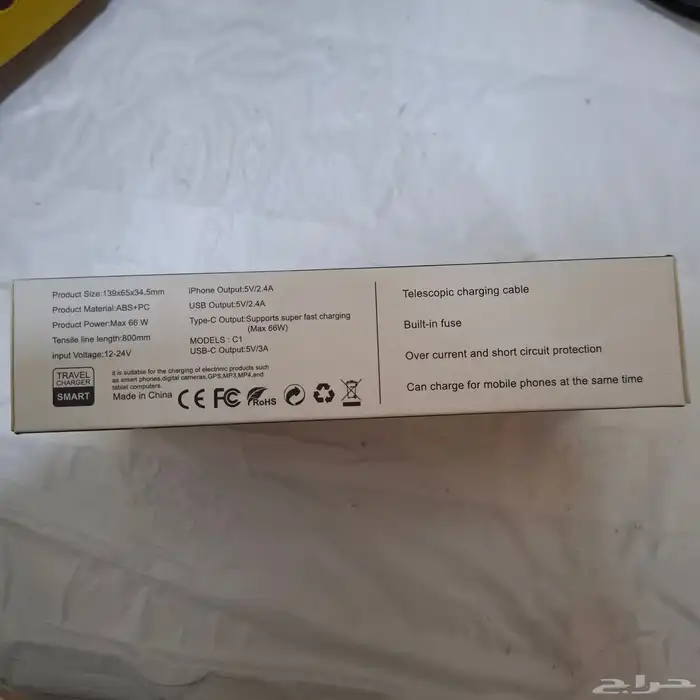 Product Size:139x65x34.5mm
Product Material:ABS+PC
Product Power:Max 66 W
Tensile line length:800mm
input Voltage:12-24V
IPhone Output:5V/2.4A
USB Output:5V/2.4A
Type-C Output:Supports super fast charging
(Max 66W)
MODELS : C1
USB-C Output:5V/3A
TRAVEL
CHARGER
SMART
it is suitable for the charging of electrinic products such
as smart phones,digital cameras,GPS,MP3,MP4,and
tablet computers.
Made in China
CE FC RoHS
Telescopic charging cable
Built-in fuse
Over current and short circuit protection
Can charge for mobile phones at the same time
حراج